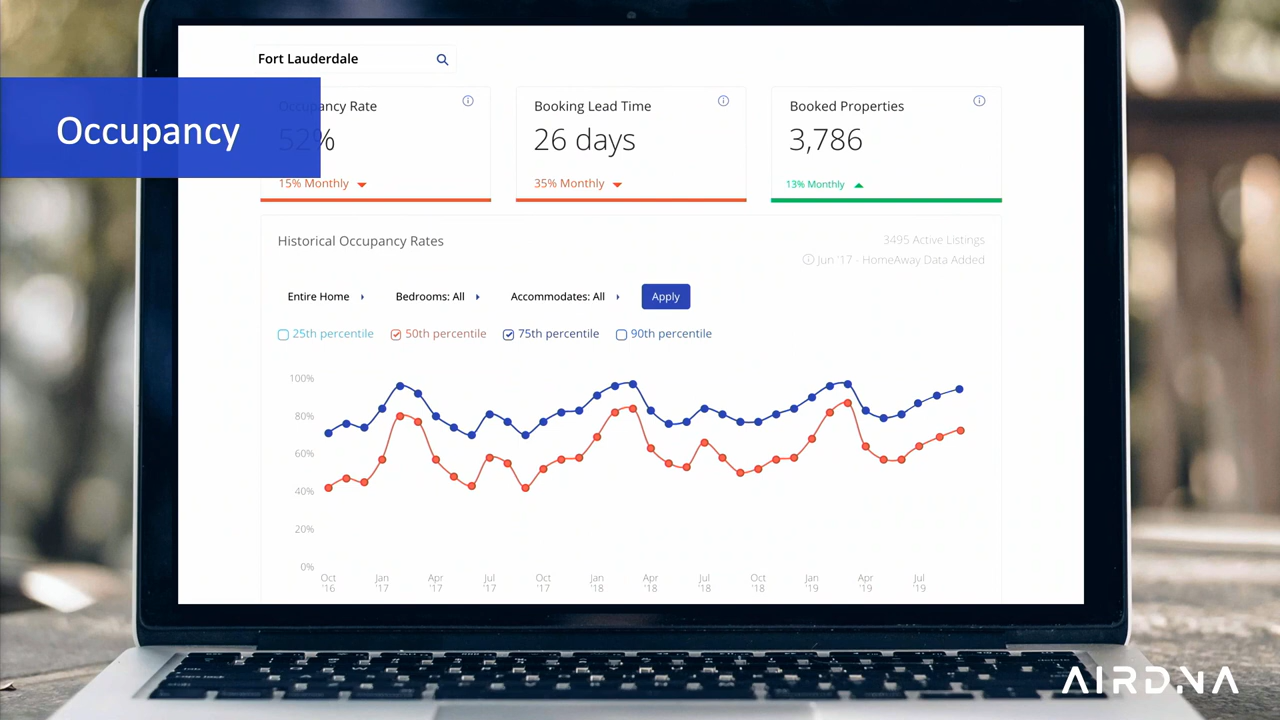 Fort Lauderdale
Occupancy
Occupancy Rate
52%
15% Monthly
Booking Lead Time
26 days
35% Monthly
Booked Properties
3,786
13% Monthly
Historical Occupancy Rates
3495 Active Listings
Jun '17 - HomeAway Data Added
Entire Home
Bedrooms: All
Accommodates: All
Apply
25th percentile
50th percentile
75th percentile
90th percentile
100%
80%
60%
40%
20%
0%
Oct '16
Jan '17
Apr '17
Jul '17
Oct '17
Jan '18
Apr '18
Jul '18
Oct '18
Jan '19
Apr '19
Jul '19
AIRDNA